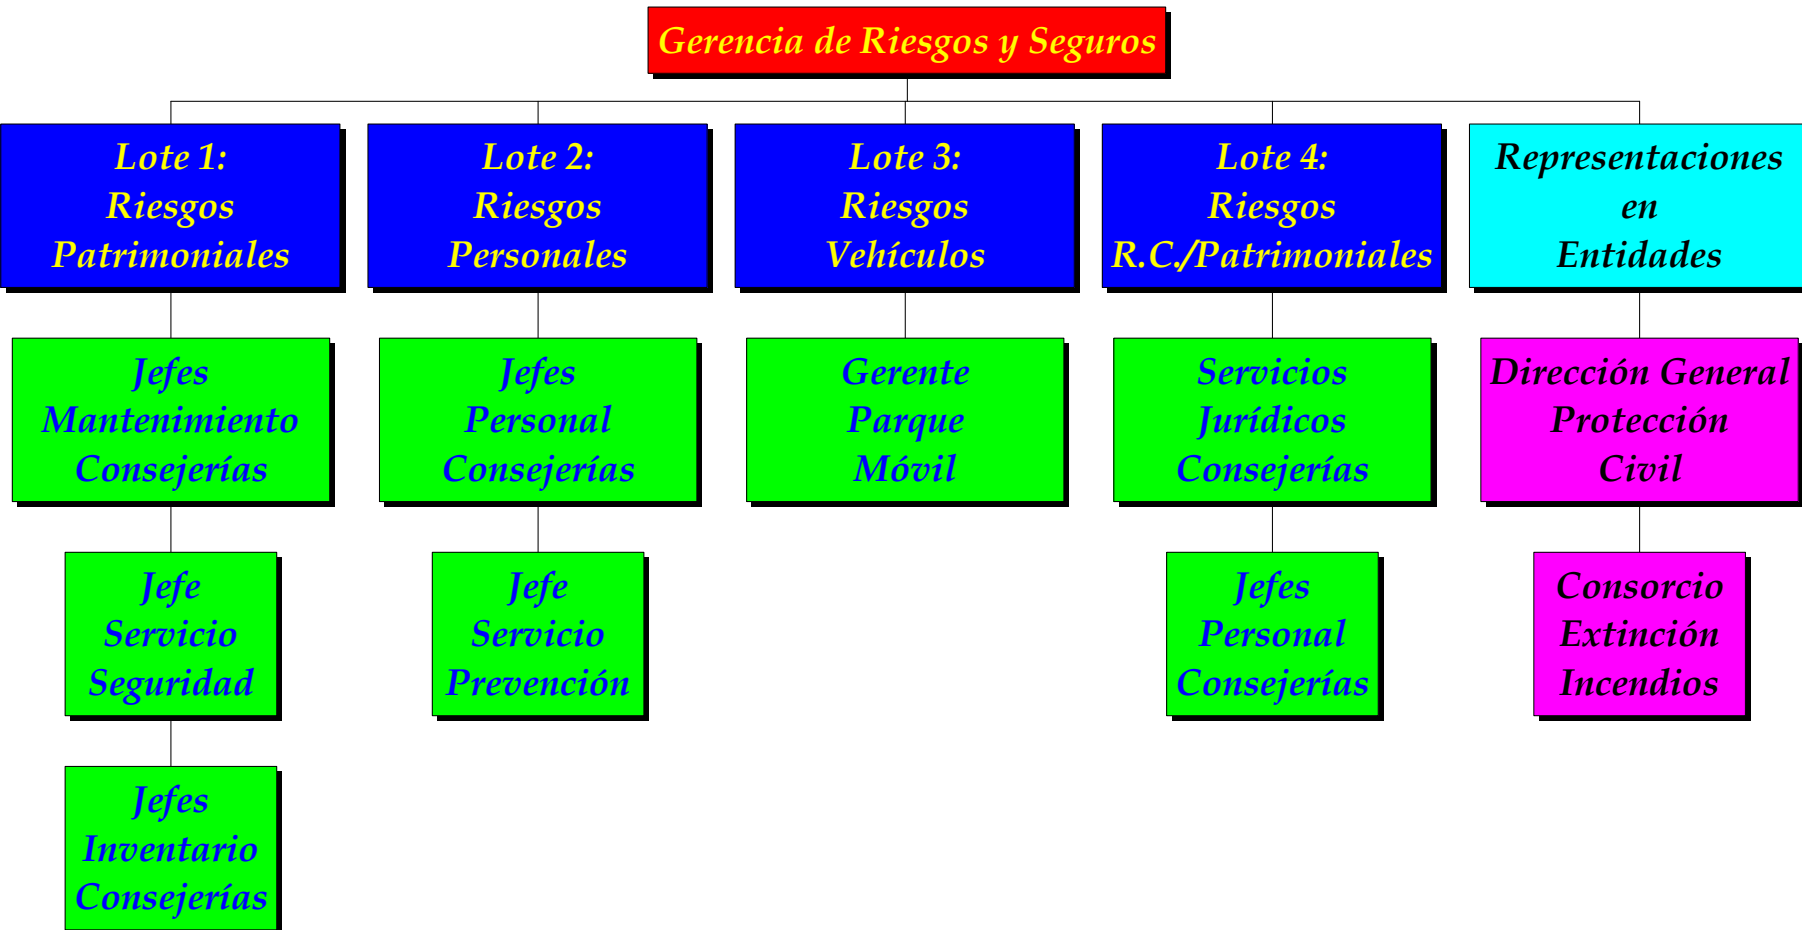 Gerencia de Riesgos y Seguros
Lote 1:
Riesgos
Patrimoniales
Lote 2:
Riesgos
Personales
Lote 3:
Riesgos
Vehículos
Lote 4:
Riesgos
R.C./Patrimoniales
Representaciones
en
Entidades
Jefes
Mantenimiento
Consejerías
Jefes
Personal
Consejerías
Gerente
Parque
Móvil
Servicios
Jurídicos
Consejerías
Dirección General
Protección
Civil
Jefe
Servicio
Seguridad
Jefe
Servicio
Prevención
Jefes
Personal
Consejerías
Consorcio
Extinción
Incendios
Jefes
Inventario
Consejerías